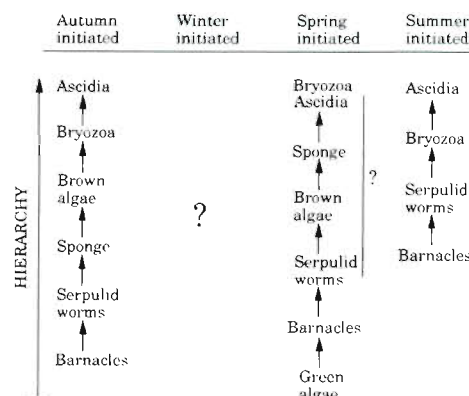 Autumn initiated
Winter initiated
Spring initiated
Summer initiated
HIERARCHY
Ascidia
Bryozoa
Brown algae
Sponge
Serpulid worms
Barnacles
?
Bryozoa
Ascidia
Sponge
Brown algae
Serpulid worms
Barnacles
Green algae
?
Ascidia
Bryozoa
Serpulid worms
Barnacles